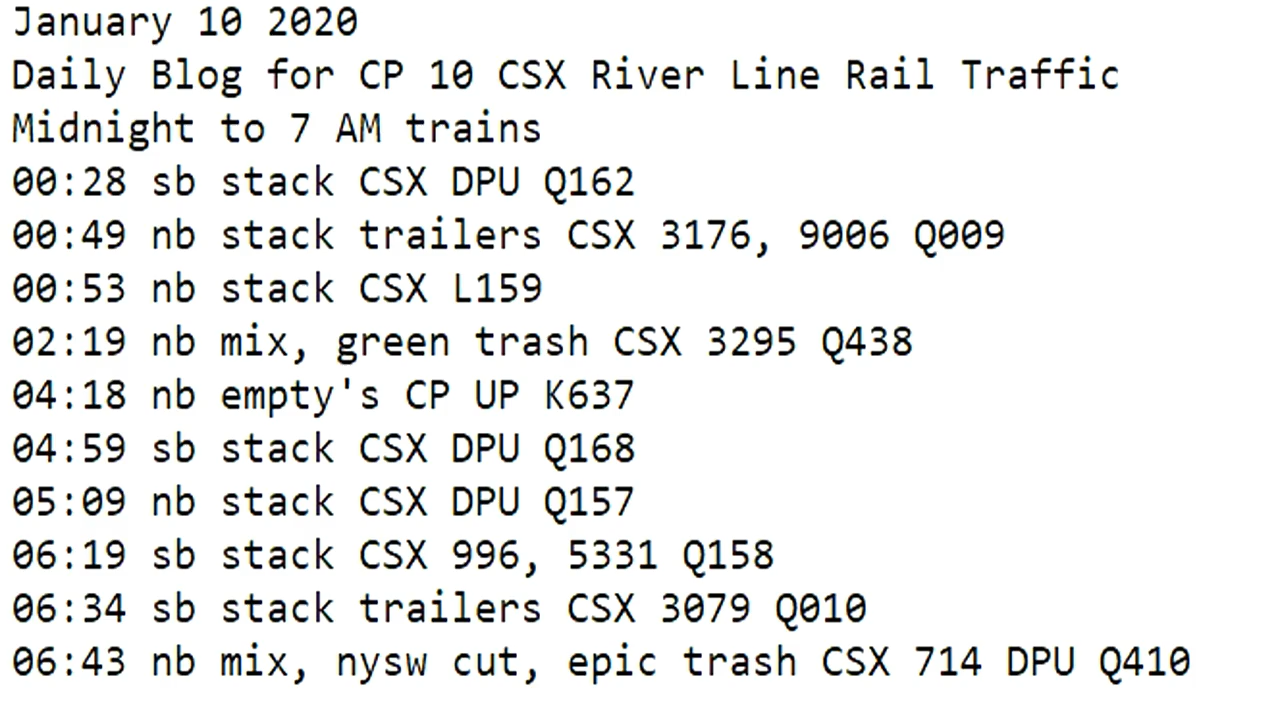 January 10 2020
Daily Blog for CP 10 CSX River Line Rail Traffic
Midnight to 7 AM trains
00:28 sb stack CSX DPU Q162
00:49 nb stack trailers CSX 3176, 9006 Q009
00:53 nb stack CSX L159
02:19 nb mix, green trash CSX 3295 Q438
04:18 nb empty's CP UP K637
04:59 sb stack CSX DPU Q168
05:09 nb stack CSX DPU Q157
06:19 sb stack CSX 996, 5331 Q158
06:34 sb stack trailers CSX 3079 Q010
06:43 nb mix, nysw cut, epic trash CSX 714 DPU Q410